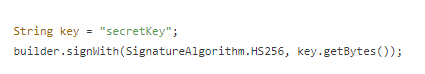 String key = "secretKey";
builder.signWith(SignatureAlgorithm.HS256, key.getBytes());